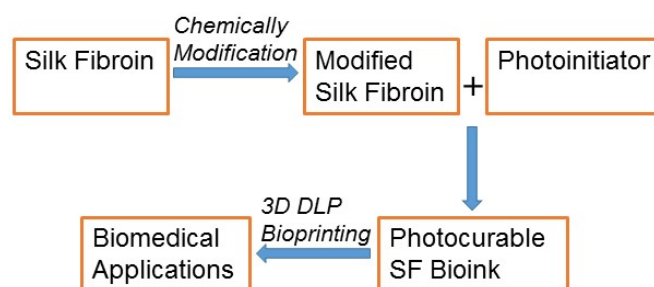 Chemically
Modification
Silk Fibroin
Modified
Silk Fibroin
+
Photoinitiator
3D DLP
Bioprinting
Biomedical
Applications
Photocurable
SF Bioink